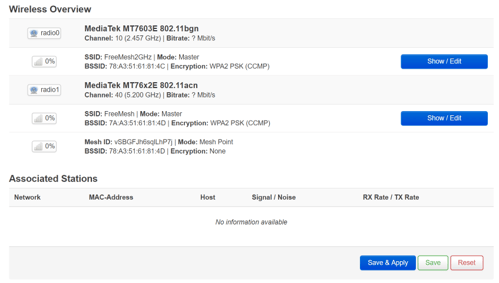 Wireless Overview
radio0
MediaTek MT7603E 802.11bgn
Channel: 10 (2.457 GHz) | Bitrate: ? Mbit/s
0%
SSID: FreeMesh2GHz | Mode: Master
BSSID: 78:A3:51:61:81:4C | Encryption: WPA2 PSK (CCMP)
Show / Edit
radio1
MediaTek MT76x2E 802.11acn
Channel: 40 (5.200 GHz) | Bitrate: ? Mbit/s
0%
SSID: FreeMesh | Mode: Master
BSSID: 7A:A3:51:61:81:4D | Encryption: WPA2 PSK (CCMP)
Show / Edit
0%
Mesh ID: vSBGFJh6sqlLhP7j | Mode: Mesh Point
BSSID: 78:A3:51:61:81:4D | Encryption: None
Associated Stations
Network MAC-Address Host Signal / Noise RX Rate / TX Rate
No information available
Save & Apply Save Reset